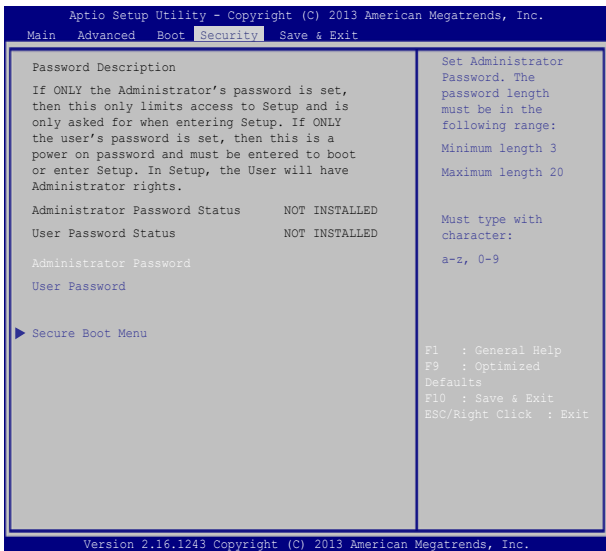 Aptio Setup Utility - Copyright (C) 2013 American Megatrends, Inc.
Main Advanced Boot Security Save & Exit
Password Description
If ONLY the Administrator's password is set,
then this only limits access to Setup and is
only asked for when entering Setup. If ONLY
the user's password is set, then this is a
power on password and must be entered to boot
or enter Setup. In Setup, the User will have
Administrator rights.
Administrator Password Status NOT INSTALLED
User Password Status NOT INSTALLED
Administrator Password
User Password
Secure Boot Menu
Set Administrator
Password. The
password length
must be in the
following range:
Minimum length 3
Maximum length 20
Must type with
character:
a-z, 0-9
F1 : General Help
F9 : Optimized
Defaults
F10 : Save & Exit
ESC/Right Click : Exit
Version 2.16.1243 Copyright (C) 2013 American Megatrends, Inc.